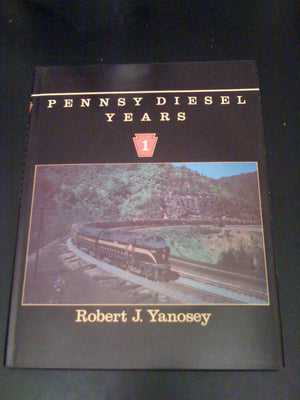 PENNSY DIESEL
YEARS
1
Robert J. Yanosey